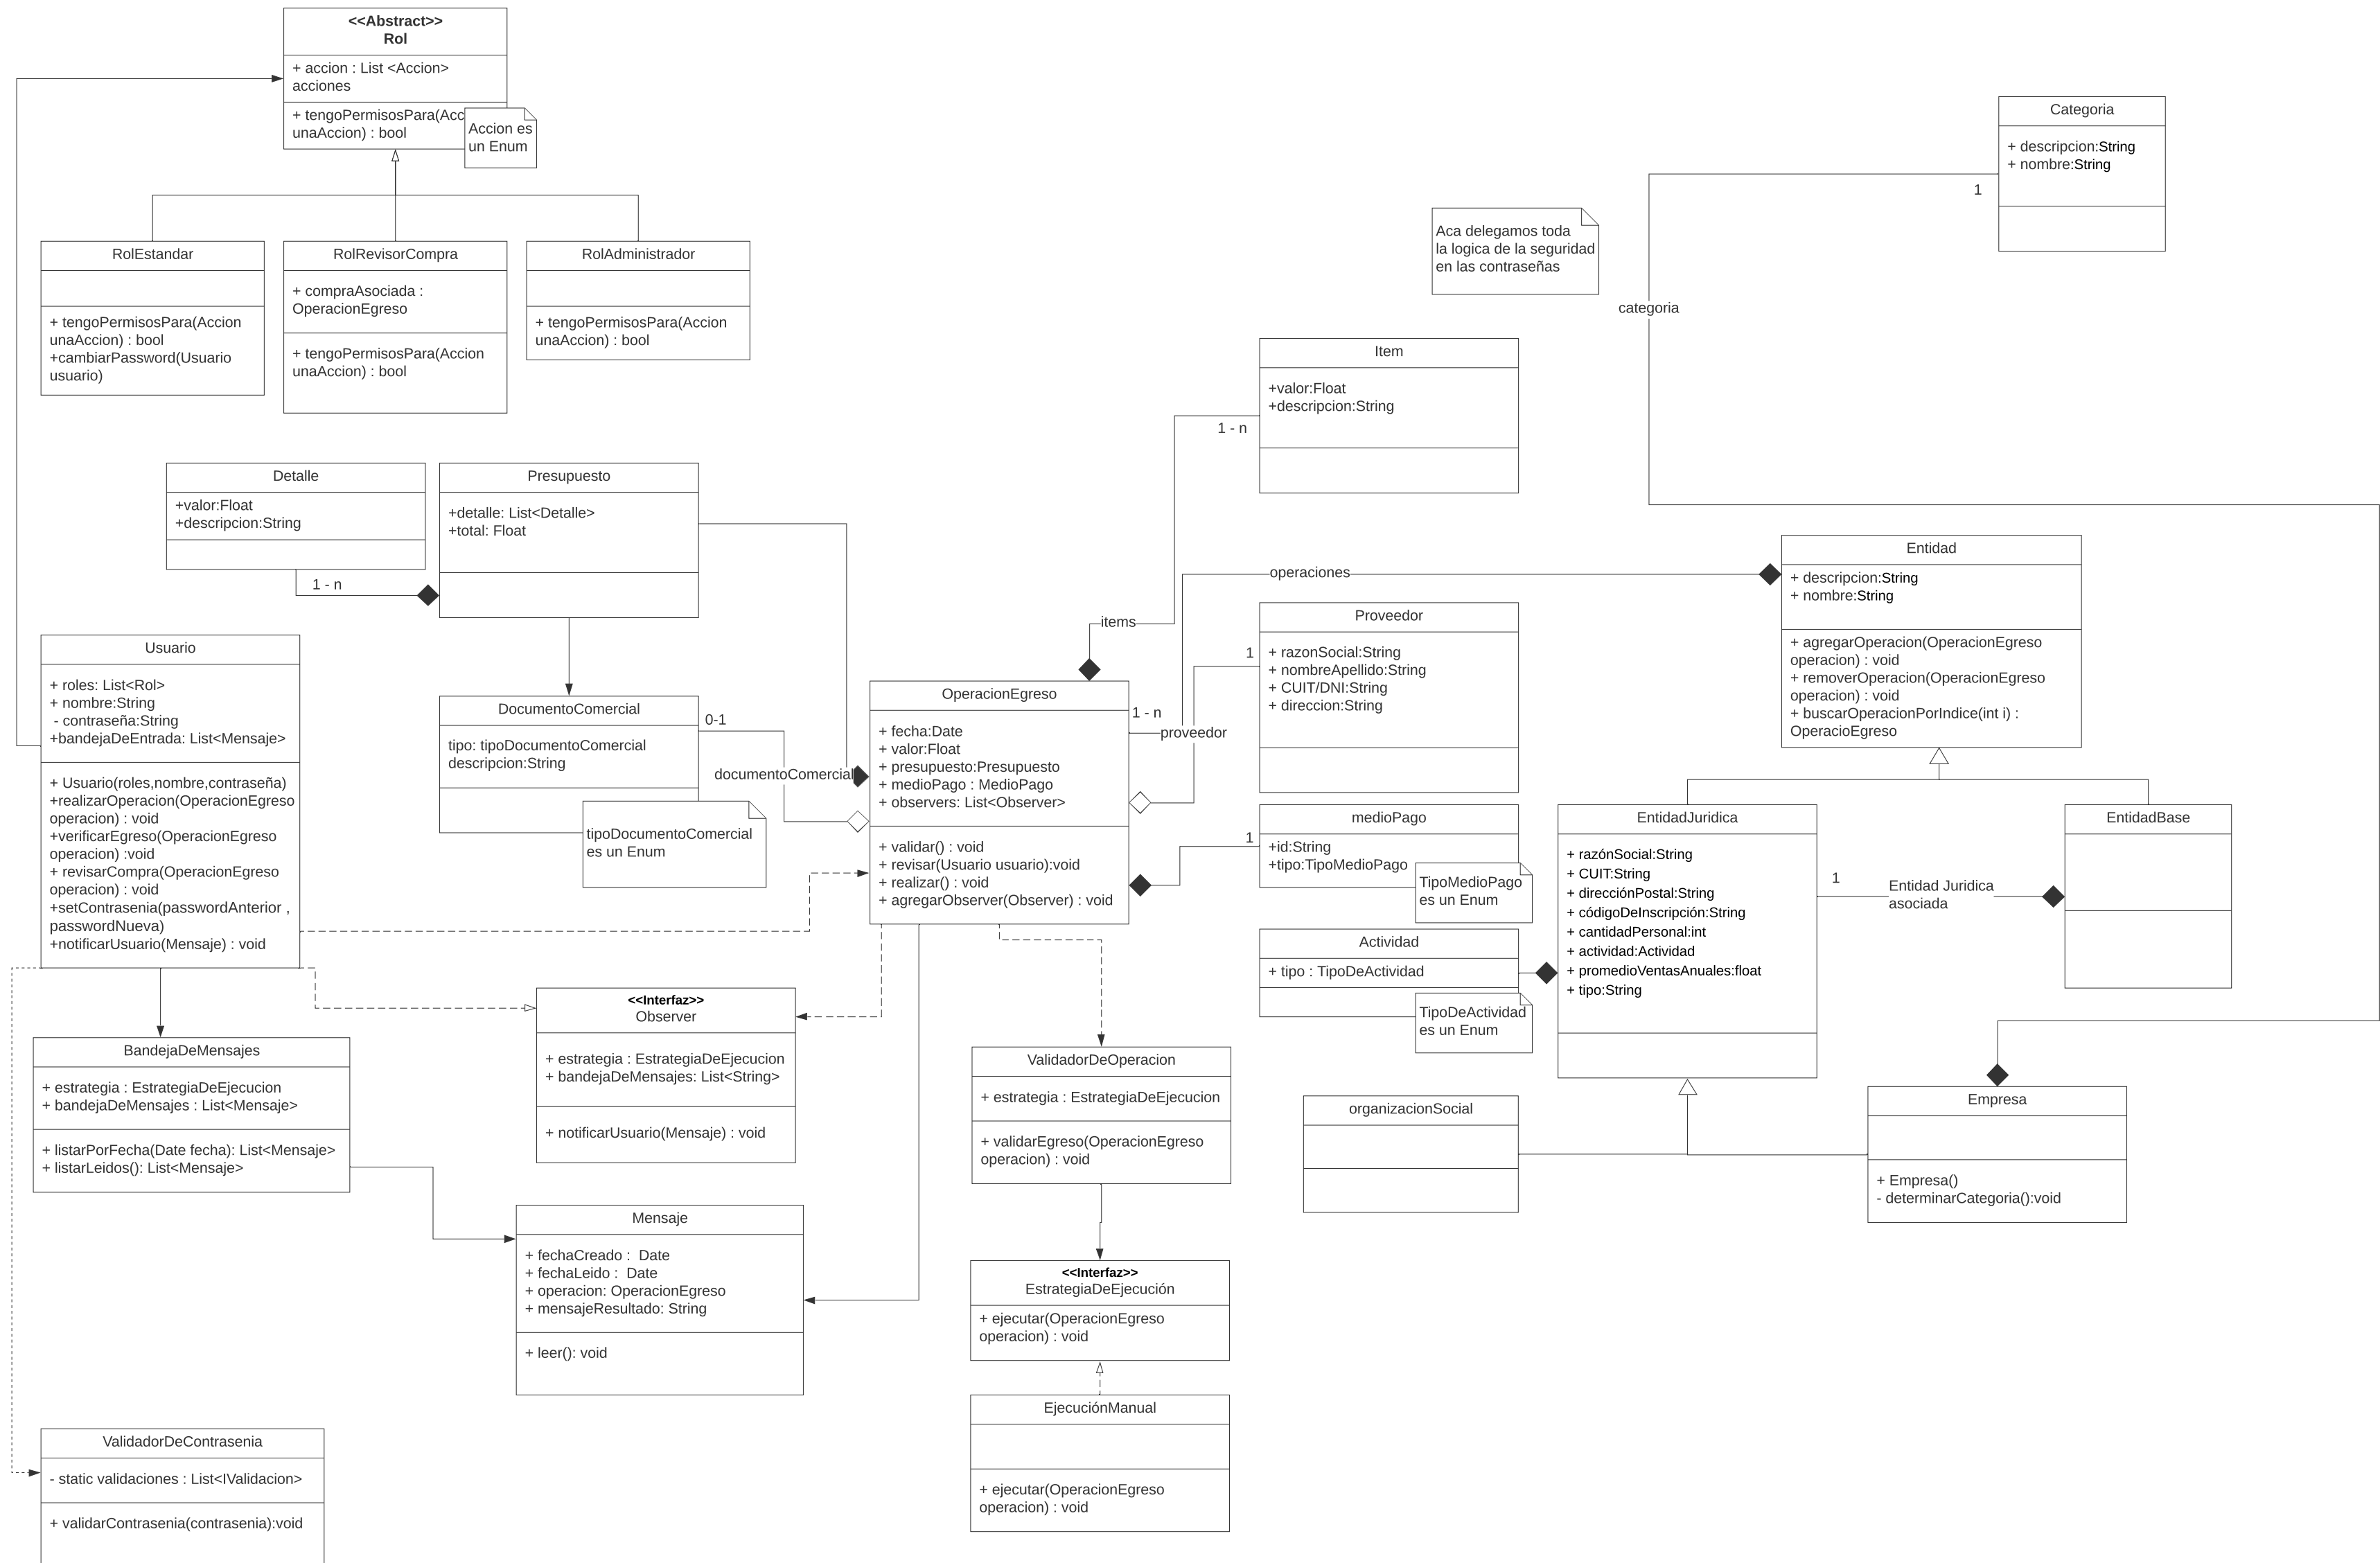 <<Abstract>>
Rol
+ accion : List <Accion>
acciones
+ tengoPermisosPara(Acc
unaAccion) : bool
Accion es
un Enum
RolEstandar
+ tengoPermisosPara(Accion
unaAccion) : bool
+cambiarPassword(Usuario
usuario)
RolRevisorCompra
+ compraAsociada :
OperacionEgreso
+ tengoPermisosPara(Accion
unaAccion) : bool
RolAdministrador
+ tengoPermisosPara(Accion
unaAccion) : bool
Categoria
+ descripcion:String
+ nombre:String
1
Aca delegamos toda
la logica de la seguridad
en las contraseñas
categoria
Item
+valor:Float
+descripcion:String
1 - n
items
Detalle
+valor:Float
+descripcion:String
1 - n
Presupuesto
+detalle: List<Detalle>
+total: Float
operaciones
Entidad
+ descripcion:String
+ nombre:String
+ agregarOperacion(OperacionEgreso
operacion) : void
+ removerOperacion(OperacionEgreso
operacion) : void
+ buscarOperacionPorIndice(int i) :
OperacioEgreso
Usuario
+ roles: List<Rol>
+ nombre:String
- contraseña:String
+bandejaDeEntrada: List<Mensaje>
+ Usuario(roles,nombre,contraseña)
+realizarOperacion(OperacionEgreso
operacion) : void
+verificarEgreso(OperacionEgreso
operacion) :void
+ revisarCompra(OperacionEgreso
operacion) : void
+setContrasenia(passwordAnterior ,
passwordNueva)
+notificarUsuario(Mensaje) : void
DocumentoComercial
tipo: tipoDocumentoComercial
descripcion:String
0-1
documentoComercial
tipoDocumentoComercial
es un Enum
OperacionEgreso
+ fecha:Date
+ valor:Float
+ presupuesto:Presupuesto
+ medioPago : MedioPago
+ observers: List<Observer>
+ validar() : void
+ revisar(Usuario usuario):void
+ realizar() : void
+ agregarObserver(Observer) : void
1 - n
proveedor
1
Proveedor
+ razonSocial:String
+ nombreApellido:String
+ CUIT/DNI:String
+ direccion:String
1
medioPago
+id:String
+tipo:TipoMedioPago
TipoMedioPago
es un Enum
Actividad
+ tipo : TipoDeActividad
TipoDeActividad
es un Enum
EntidadJuridica
+ razónSocial:String
+ CUIT:String
+ direcciónPostal:String
+ códigoDeInscripción:String
+ cantidadPersonal:int
+ actividad:Actividad
+ promedioVentasAnuales:float
+ tipo:String
1
Entidad Juridica
asociada
EntidadBase
BandejaDeMensajes
+ estrategia : EstrategiaDeEjecucion
+ bandejaDeMensajes : List<Mensaje>
+ listarPorFecha(Date fecha): List<Mensaje>
+ listarLeidos(): List<Mensaje>
<<Interfaz>>
Observer
+ estrategia : EstrategiaDeEjecucion
+ bandejaDeMensajes: List<String>
+ notificarUsuario(Mensaje) : void
ValidadorDeOperacion
+ estrategia : EstrategiaDeEjecucion
+ validarEgreso(OperacionEgreso
operacion) : void
organizacionSocial
Empresa
+ Empresa()
- determinarCategoria():void
Mensaje
+ fechaCreado :  Date
+ fechaLeido :  Date
+ operacion: OperacionEgreso
+ mensajeResultado: String
+ leer(): void
<<Interfaz>>
EstrategiaDeEjecución
+ ejecutar(OperacionEgreso
operacion) : void
EjecuciónManual
+ ejecutar(OperacionEgreso
operacion) : void
ValidadorDeContrasenia
- static validaciones : List<IValidacion>
+ validarContrasenia(contrasenia):void